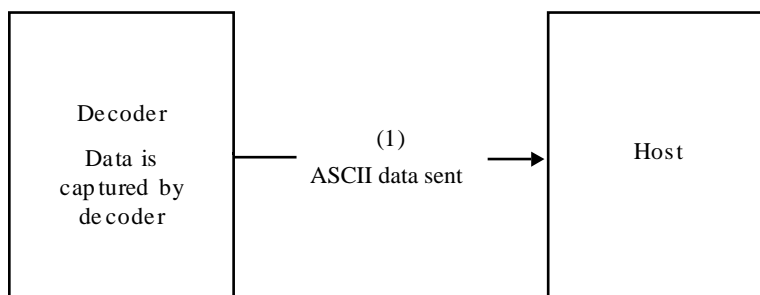 Decoder
Data is
captured by
decoder
(1)
ASCII data sent
Host